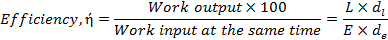 Efficiency, ή = Work output × 100 / Work input at the same time = L × d_l / E × d_e